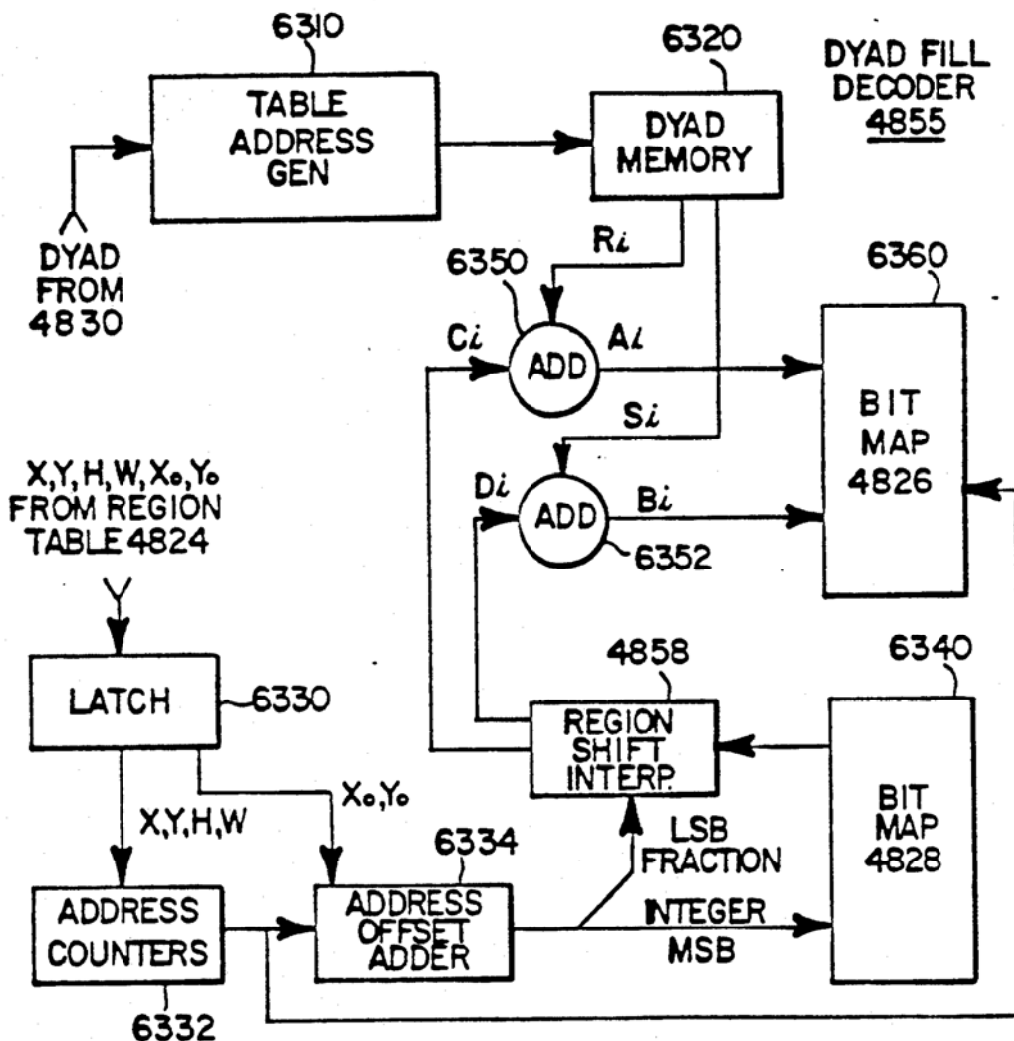 6310
TABLE
ADDRESS
GEN
6320
DYAD
MEMORY
DYAD FILL
DECODER
4855
DYAD
FROM
4830
Ri
6350
Ci
ADD
Ai
6360
BIT
MAP
4826
Si
Di
ADD
Bi
6352
X,Y,H,W,Xo,Yo
FROM REGION
TABLE 4824
LATCH
6330
X,Y,H,W
Xo,Yo
4858
REGION
SHIFT
INTERP.
6340
BIT
MAP
4828
LSB
FRACTION
6334
ADDRESS
OFFSET
ADDER
INTEGER
MSB
ADDRESS
COUNTERS
6332